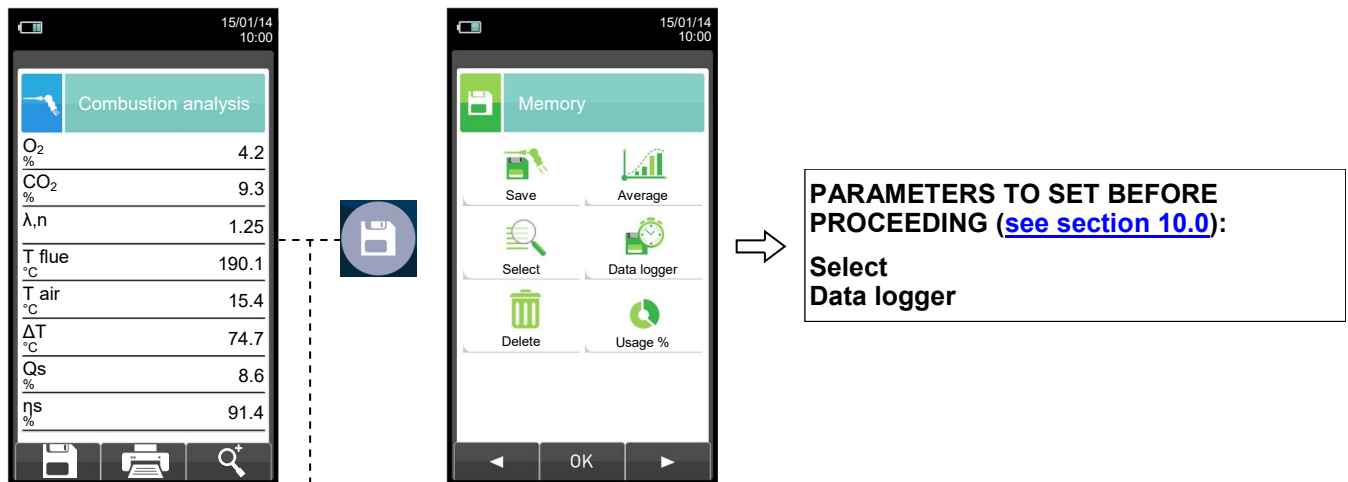 15/01/14
10:00
Combustion analysis
O₂
%
4.2
CO₂
%
9.3
λ,n
1.25
T flue
°C
190.1
T air
°C
15.4
ΔT
°C
74.7
Qs
%
8.6
ηs
%
91.4
15/01/14
10:00
Memory
Save
Average
Select
Data logger
Delete
Usage %
OK
PARAMETERS TO SET BEFORE
PROCEEDING (see section 10.0):
Select
Data logger